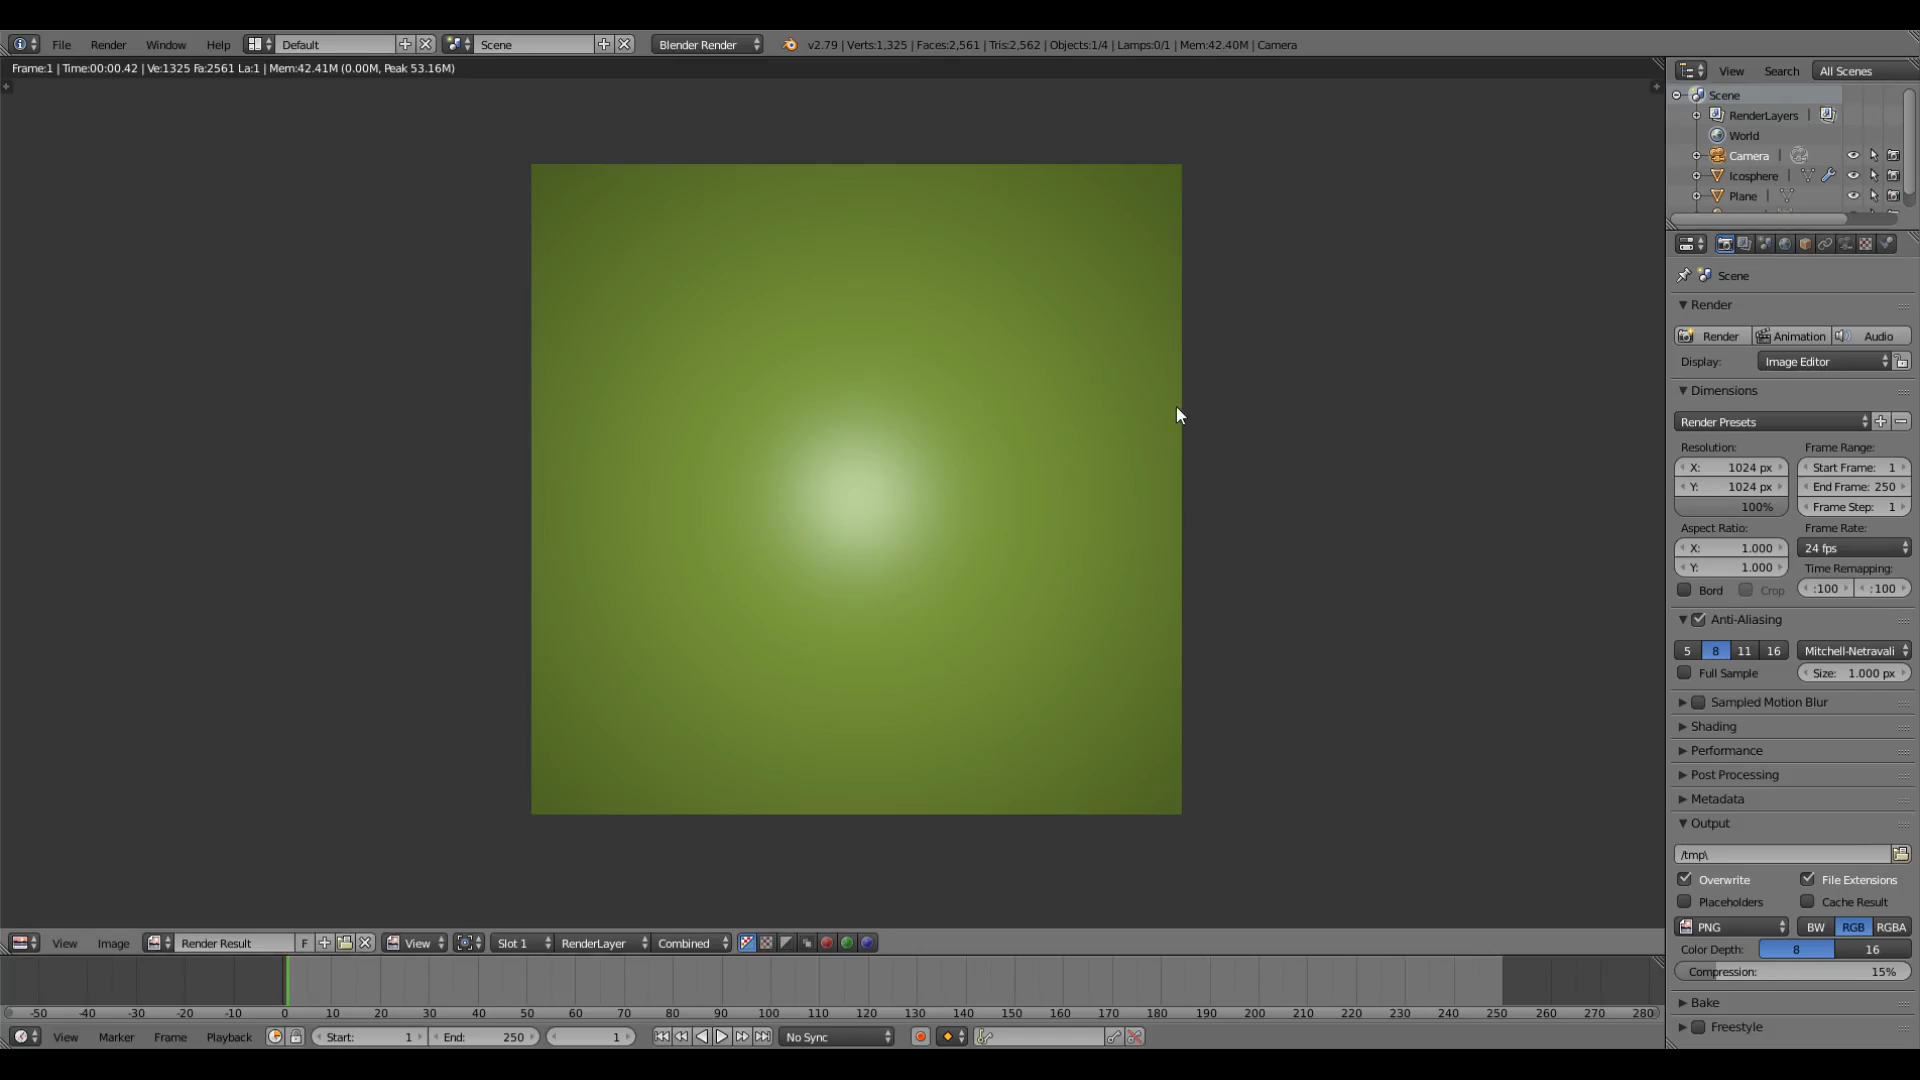 File Render Window Help Default Scene Blender Render v2.79 | Verts:1,325 | Faces:2,561 | Tris:2,562 | Objects:1/4 | Lamps:0/1 | Mem:42.40M | Camera
Frame:1 | Time:00:00.42 | Ve:1325 Fa:2561 La:1 | Mem:42.41M (0.00M, Peak 53.16M)
View Search All Scenes
Scene
RenderLayers |
World
Camera |
Icosphere |
Plane |
Scene
Render
Render Animation Audio
Display: Image Editor
Dimensions
Render Presets
Resolution: Frame Range:
X: 1024 px Start Frame: 1
Y: 1024 px End Frame: 250
100% Frame Step: 1
Aspect Ratio: Frame Rate:
X: 1.000 24 fps
Y: 1.000 Time Remapping:
Bord Crop :100 :100
Anti-Aliasing
5 8 11 16 Mitchell-Netravali
Full Sample Size: 1.000 px
Sampled Motion Blur
Shading
Performance
Post Processing
Metadata
Output
/tmp\
Overwrite File Extensions
Placeholders Cache Result
PNG BW RGB RGBA
Color Depth: 8 16
Compression: 15%
Bake
Freestyle
View Image Render Result F View Slot 1 RenderLayer Combined
-50 -40 -30 -20 -10 0 10 20 30 40 50 60 70 80 90 100 110 120 130 140 150 160 170 180 190 200 210 220 230 240 250 260 270 280
View Marker Frame Playback Start: 1 End: 250 1 No Sync